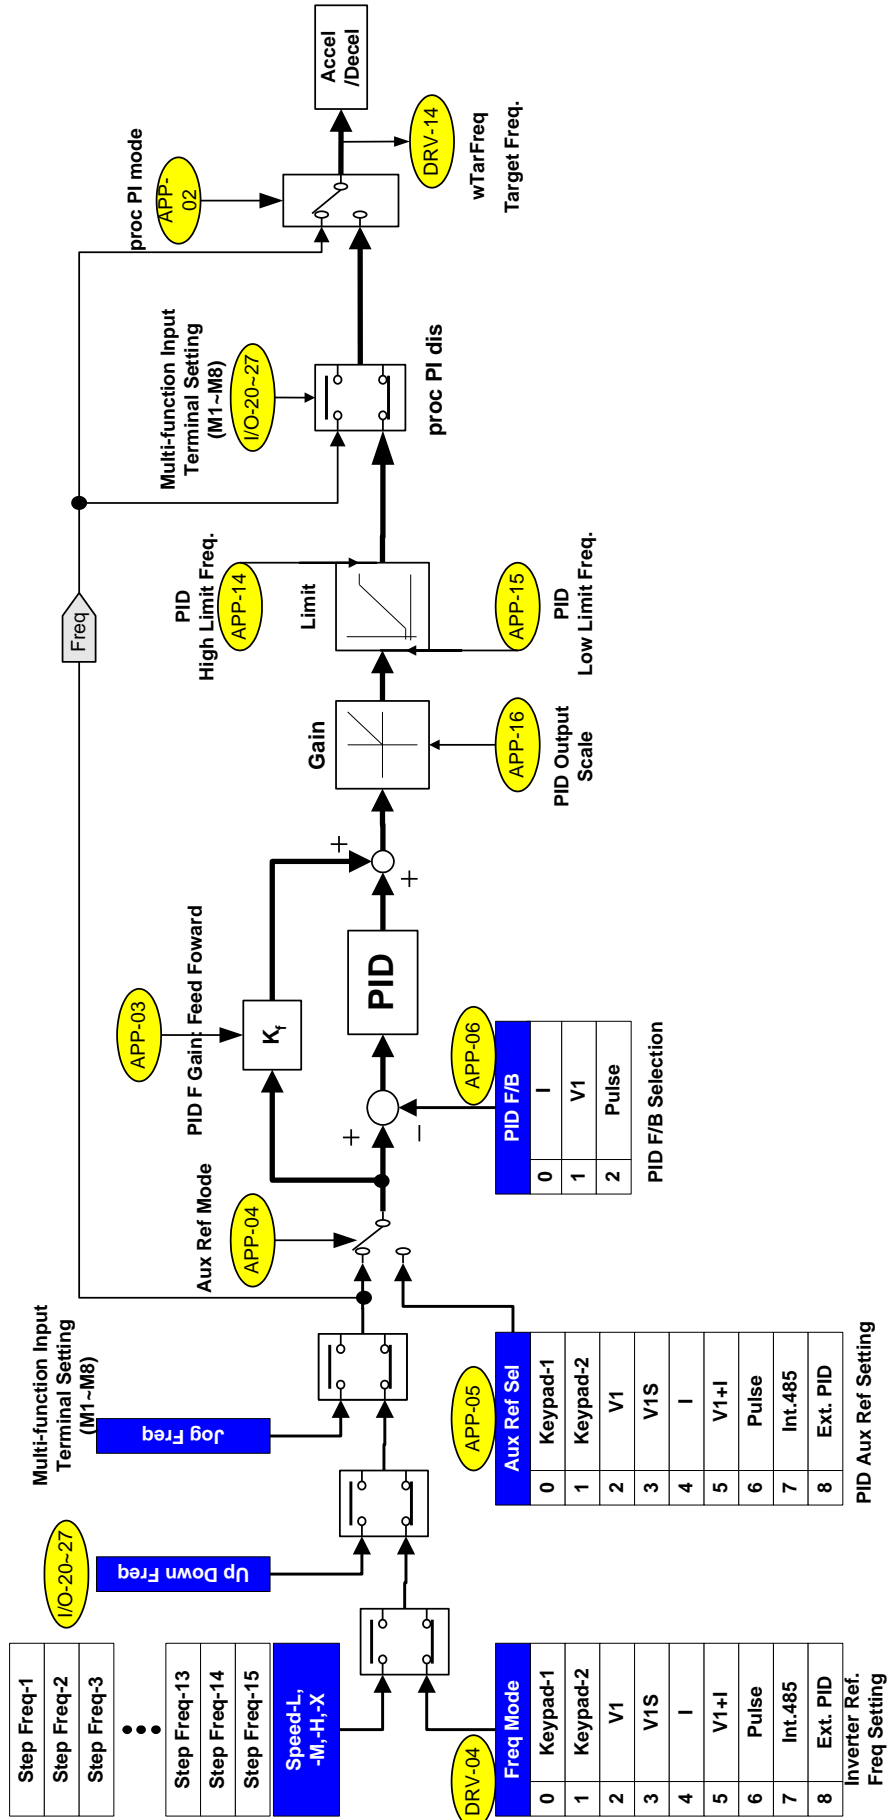 Step Freq-1
Step Freq-2
Step Freq-3
Step Freq-13
Step Freq-14
Step Freq-15
Speed-L,
-M,-H,-X
DRV-04
Freq Mode
0 Keypad-1
1 Keypad-2
2 V1
3 V1S
4 I
5 V1+I
6 Pulse
7 Int.485
8 Ext. PID
Inverter Ref.
Freq Setting
I/O-20~27
Up Down Freq
Multi-function Input
Terminal Setting
(M1~M8)
Jog Freq
APP-05
Aux Ref Sel
0 Keypad-1
1 Keypad-2
2 V1
3 V1S
4 I
5 V1+I
6 Pulse
7 Int.485
8 Ext. PID
PID Aux Ref Setting
Aux Ref Mode
APP-04
+
−
APP-06
PID F/B
0 I
1 V1
2 Pulse
PID F/B Selection
APP-03
PID F Gain: Feed Foward
Kf
PID
+
+
Gain
APP-16
PID Output
Scale
Freq
PID
High Limit Freq.
APP-14
Limit
APP-15
PID
Low Limit Freq.
Multi-function Input
Terminal Setting
(M1~M8)
I/O-20~27
proc PI dis
proc PI mode
APP-
02
DRV-14
wTarFreq
Target Freq.
Accel
/Decel